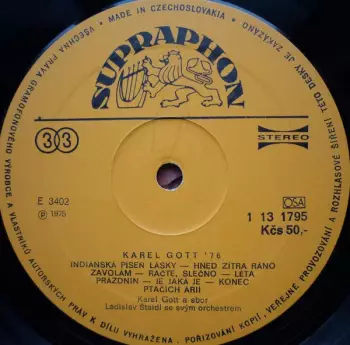 MADE IN CZECHOSLOVAKIA • VŠECHNA PRÁVA GRAMOFONOVÉHO VÝROBCE A VLASTNÍKŮ AUTORSKÝCH PRÁV K DÍLU VYHRAŽENA. POŘIZOVÁNÍ KOPIÍ, VEŘEJNÉ PROVOZOVÁNÍ A ROZHLASOVÉ ŠÍŘENÍ TÉTO DESKY JE ZAKÁZÁNO •
SUPRAPHON
33
STEREO
E 3402
Ⓟ 1976
OSA
1 13 1795
Kčs 50,-
KAREL GOTT '76
INDIÁNSKÁ PÍSEŇ LÁSKY — HNED ZÍTRA RÁNO
ZAVOLÁM — RAČTE, SLEČNO — LÉTA
PRÁZDNIN — JE JAKÁ JE — KONEC
PTAČÍCH ÁRIÍ
Karel Gott a sbor
Ladislav Štaidl se svým orchestrem